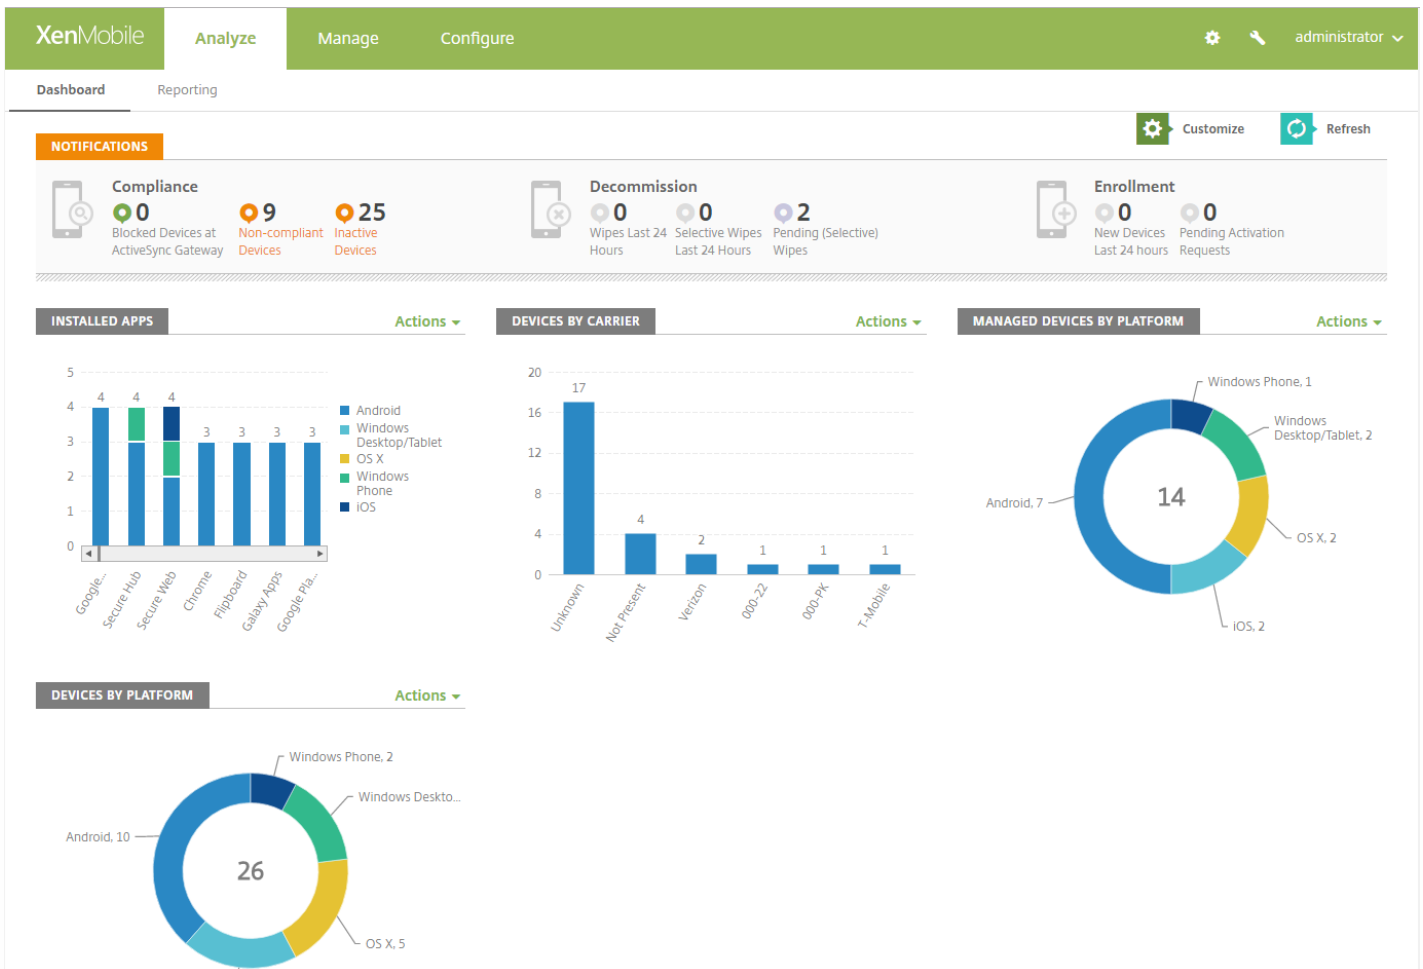 XenMobile Analyze Manage Configure administrator
Dashboard Reporting
Customize Refresh
NOTIFICATIONS
Compliance
0 9 25
Blocked Devices at Non-compliant Inactive
ActiveSync Gateway Devices Devices
Decommission
0 0 2
Wipes Last 24 Selective Wipes Pending (Selective)
Hours Last 24 Hours Wipes
Enrollment
0 0
New Devices Pending Activation
Last 24 hours Requests
INSTALLED APPS Actions
5
4
3
2
1
0
4 4 4 3 3 3 3
Google...
Secure Hub
Secure Web
Chrome
Flipboard
Galaxy Apps
Google Pla...
Android
Windows
Desktop/Tablet
OS X
Windows
Phone
iOS
DEVICES BY CARRIER Actions
20
16
12
8
4
0
17 4 2 1 1 1
Unknown
Not Present
Verizon
000-22
000-PK
T-Mobile
MANAGED DEVICES BY PLATFORM Actions
Windows Phone, 1
Windows
Desktop/Tablet, 2
Android, 7
14
OS X, 2
iOS, 2
DEVICES BY PLATFORM Actions
Windows Phone, 2
Windows Deskto...
Android, 10
26
OS X, 5